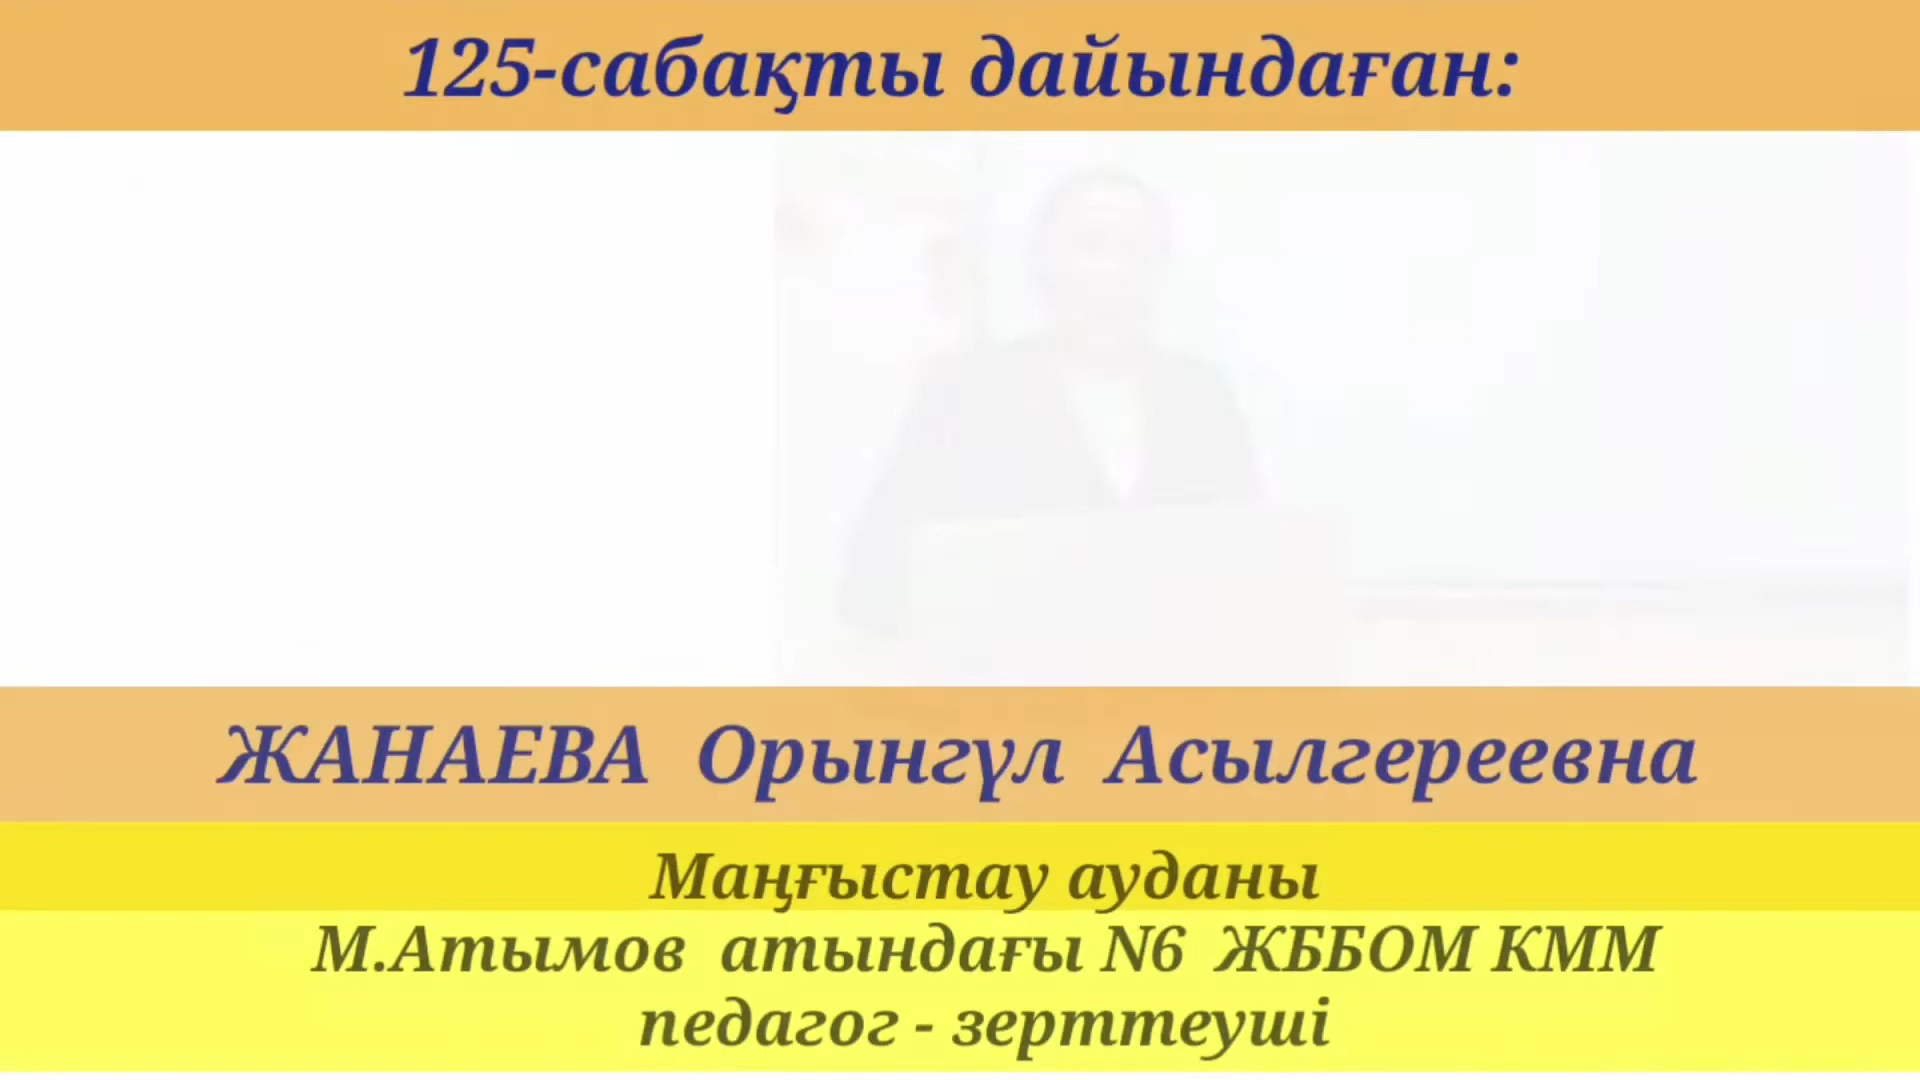 125-сабақты дайындаған:
ЖАНАЕВА Орынгүл Асылгереевна
Маңғыстау ауданы
М.Атымов атындағы N6 ЖББОМ КММ
педагог - зерттеуші